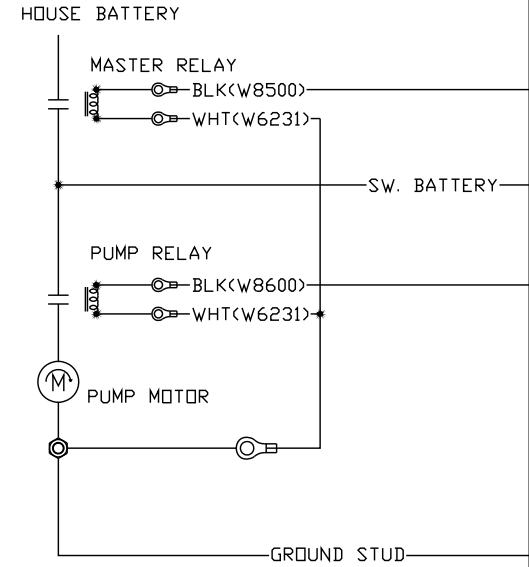 HOUSE BATTERY
MASTER RELAY
BLK(W8500)
WHT(W6231)
SW. BATTERY
PUMP RELAY
BLK(W8600)
WHT(W6231)
M
PUMP MOTOR
GROUND STUD